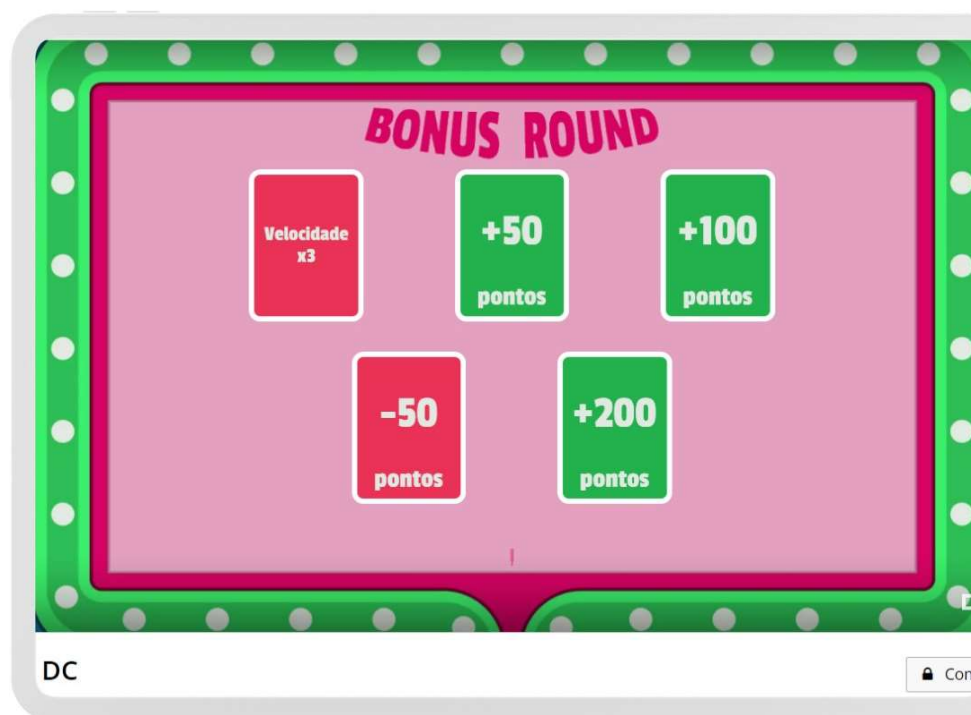 BONUS ROUND
Velocidade
x3
+50
pontos
+100
pontos
-50
pontos
+200
pontos
DC